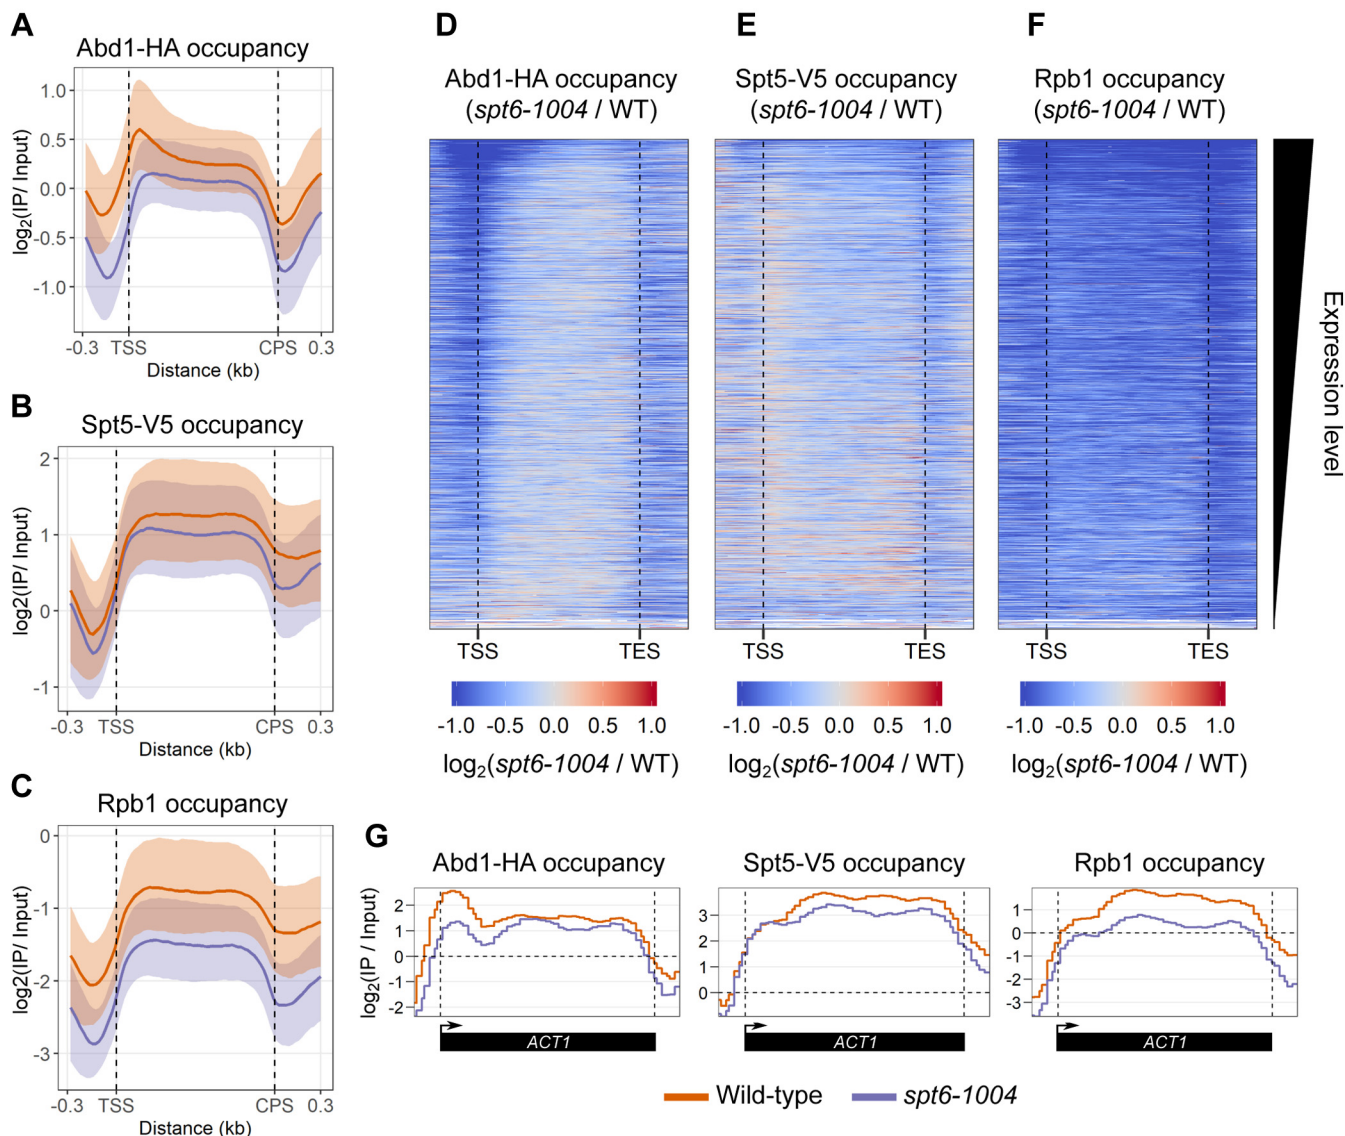 A
Abd1-HA occupancy
log2(IP/ Input)
1.0
0.5
0.0
-0.5
-1.0
-0.3 TSS CPS 0.3
Distance (kb)
B
Spt5-V5 occupancy
log2(IP/ Input)
2
1
0
-1
-0.3 TSS CPS 0.3
Distance (kb)
C
Rpb1 occupancy
log2(IP/ Input)
0
-1
-2
-3
-0.3 TSS CPS 0.3
Distance (kb)
D
Abd1-HA occupancy
(spt6-1004 / WT)
TSS TES
-1.0 -0.5 0.0 0.5 1.0
log2(spt6-1004 / WT)
E
Spt5-V5 occupancy
(spt6-1004 / WT)
TSS TES
-1.0 -0.5 0.0 0.5 1.0
log2(spt6-1004 / WT)
F
Rpb1 occupancy
(spt6-1004 / WT)
TSS TES
-1.0 -0.5 0.0 0.5 1.0
log2(spt6-1004 / WT)
Expression level
G
Abd1-HA occupancy
log2(IP / Input)
2
1
0
-1
-2
ACT1
Spt5-V5 occupancy
3
2
1
0
ACT1
Rpb1 occupancy
1
0
-1
-2
-3
ACT1
Wild-type spt6-1004